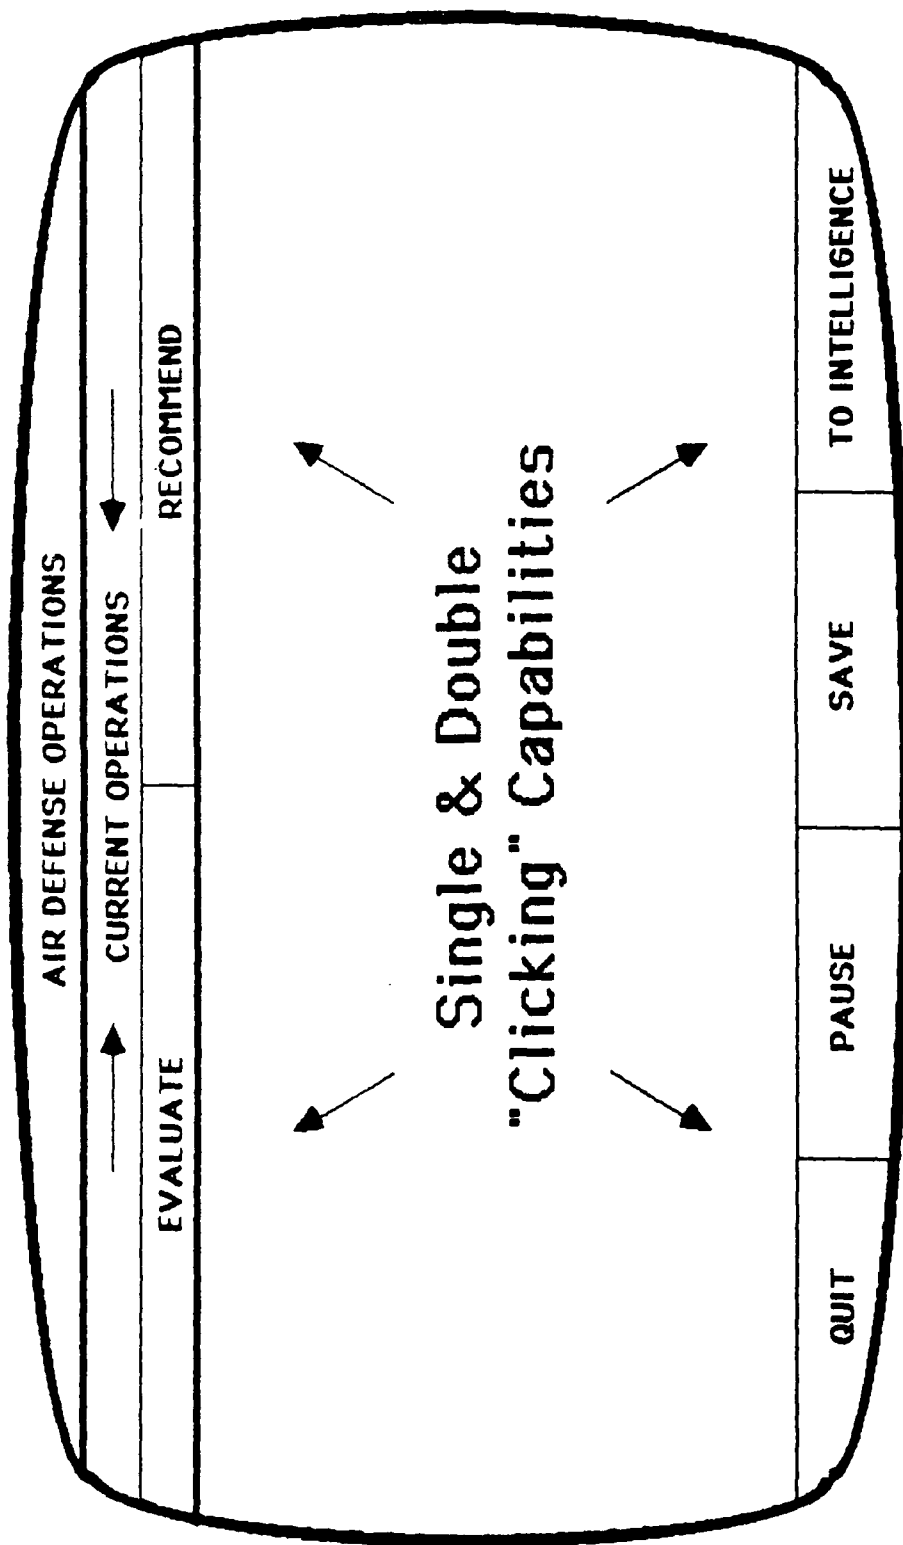 AIR DEFENSE OPERATIONS
CURRENT OPERATIONS
EVALUATE
RECOMMEND
Single & Double
"Clicking" Capabilities
QUIT
PAUSE
SAVE
TO INTELLIGENCE